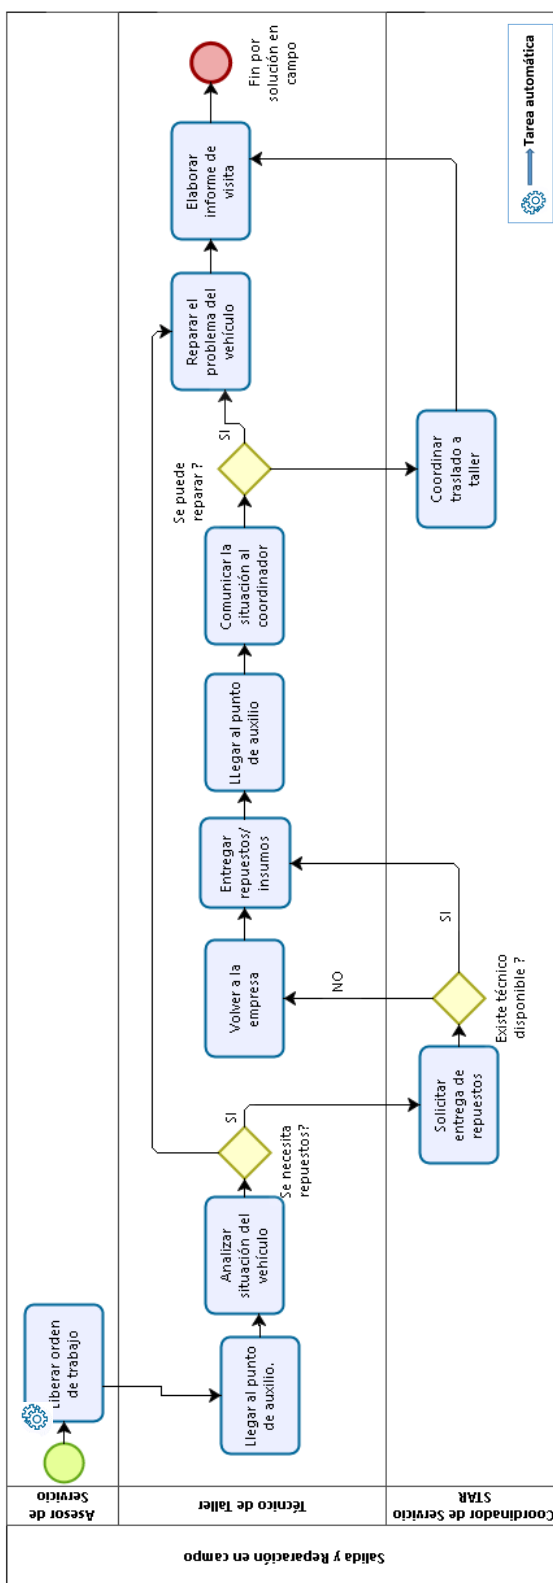 Salida y Reparación en campo
Asesor de
Servicio
Técnico de Taller
Coordinador de Servicio
STAR
Liberar orden
de trabajo
Llegar al punto
de auxilio.
Analizar
situación del
vehículo
Se necesita
repuestos?
SI
Solicitar
entrega de
repuestos
Existe técnico
disponible ?
NO
SI
Volver a la
empresa
Entregar
repuestos/
insumos
Llegar al punto
de auxilio
Comunicar la
situación al
coordinador
Se puede
reparar ?
SI
Coordinar
traslado a
taller
Reparar el
problema del
vehículo
Elaborar
informe de
visita
Fin por
solución en
campo
Tarea automática